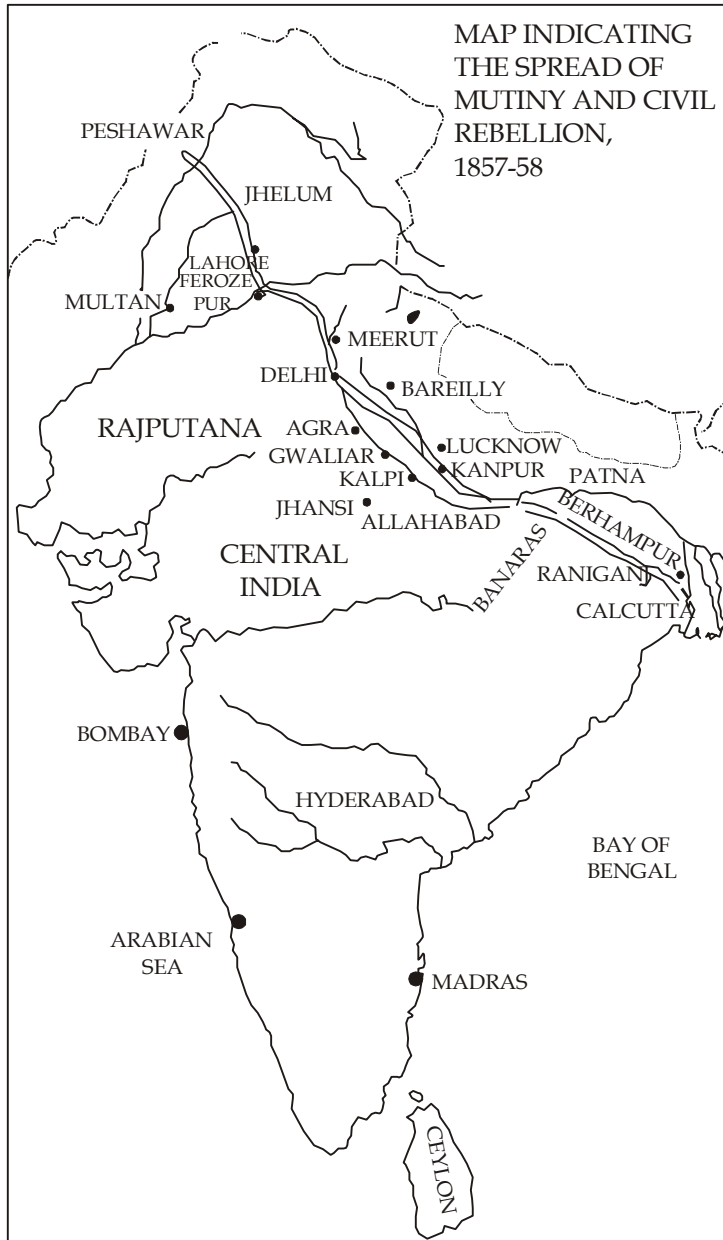 MAP INDICATING
THE SPREAD OF
MUTINY AND CIVIL
REBELLION,
1857-58
PESHAWAR
JHELUM
LAHORE
FEROZE
PUR
MULTAN
MEERUT
DELHI
BAREILLY
RAJPUTANA
AGRA
LUCKNOW
GWALIAR
KANPUR
KALPI
PATNA
JHANSI
ALLAHABAD
BERHAMPUR
CENTRAL
INDIA
BANARAS
RANIGANJ
CALCUTTA
BOMBAY
HYDERABAD
BAY OF
BENGAL
ARABIAN
SEA
MADRAS
CEYLON